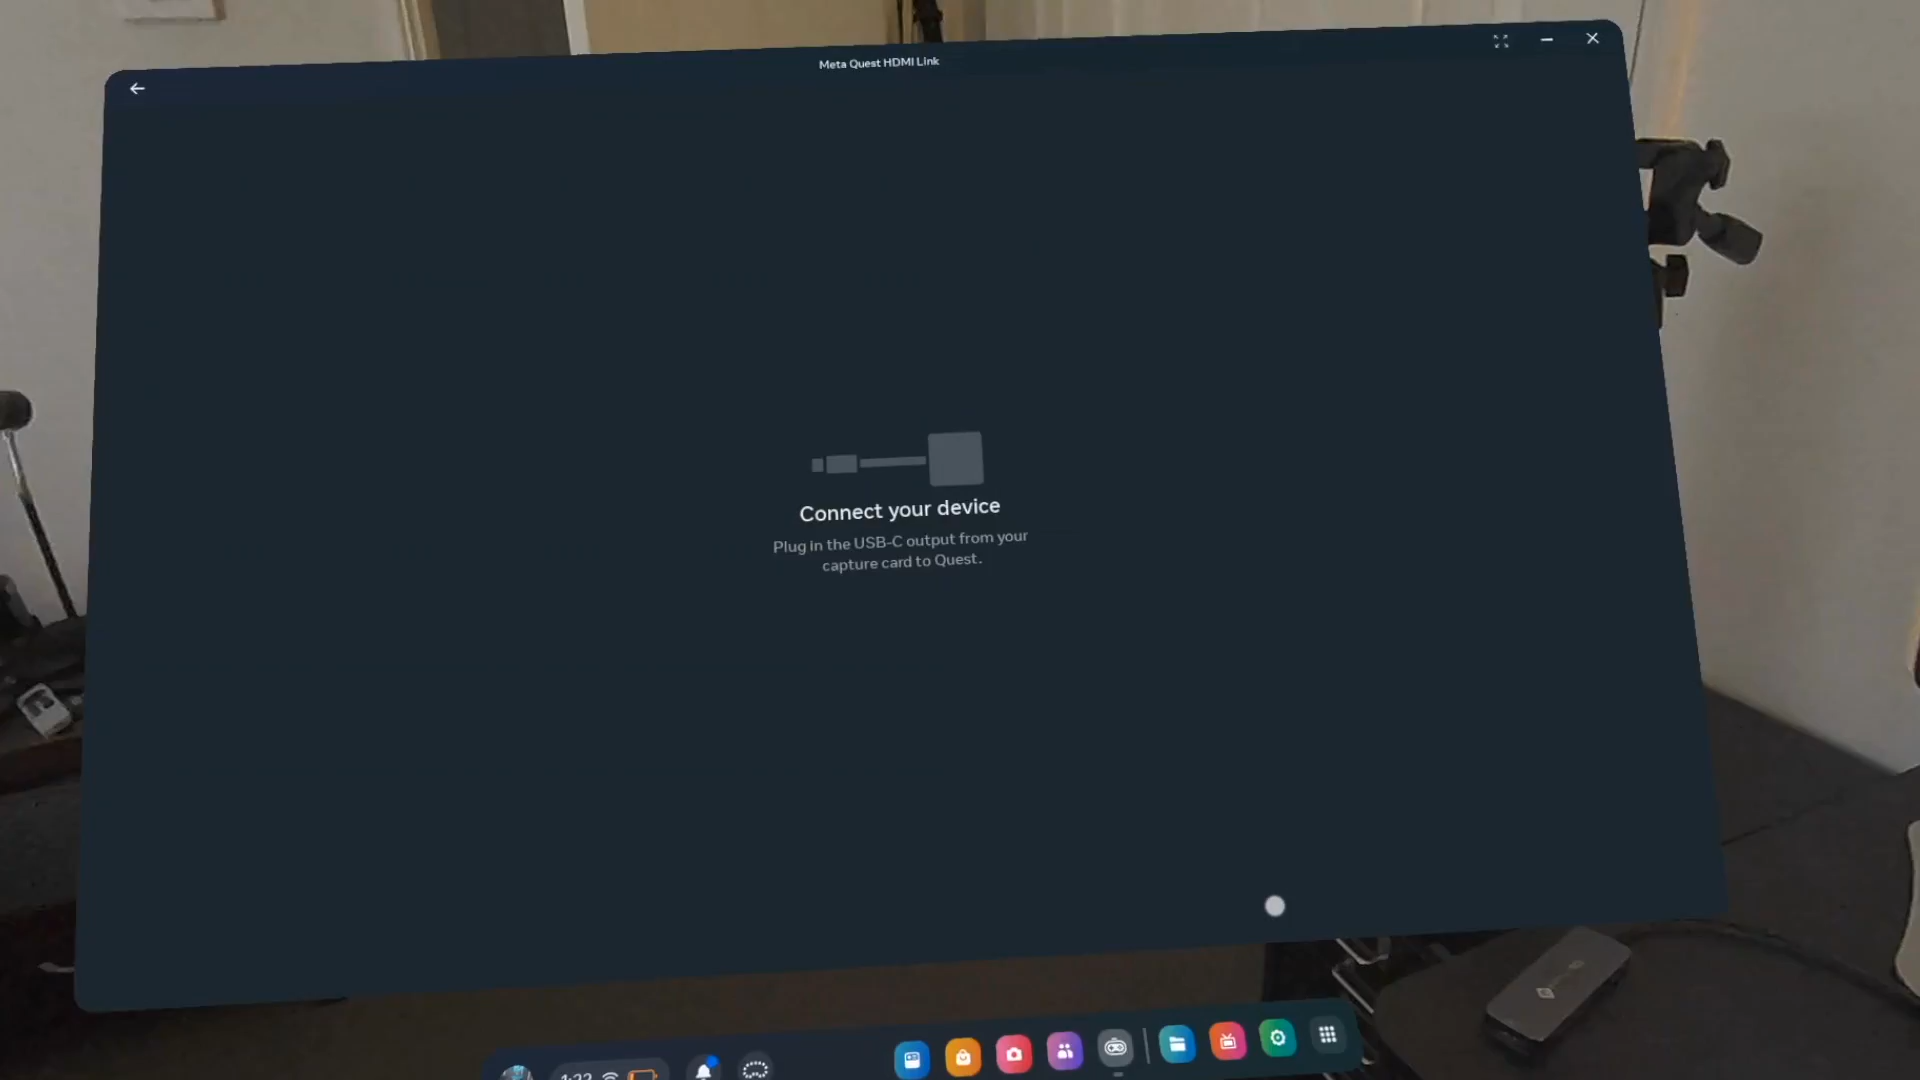 Meta Quest HDMI Link
Connect your device
Plug in the USB-C output from your
capture card to Quest.